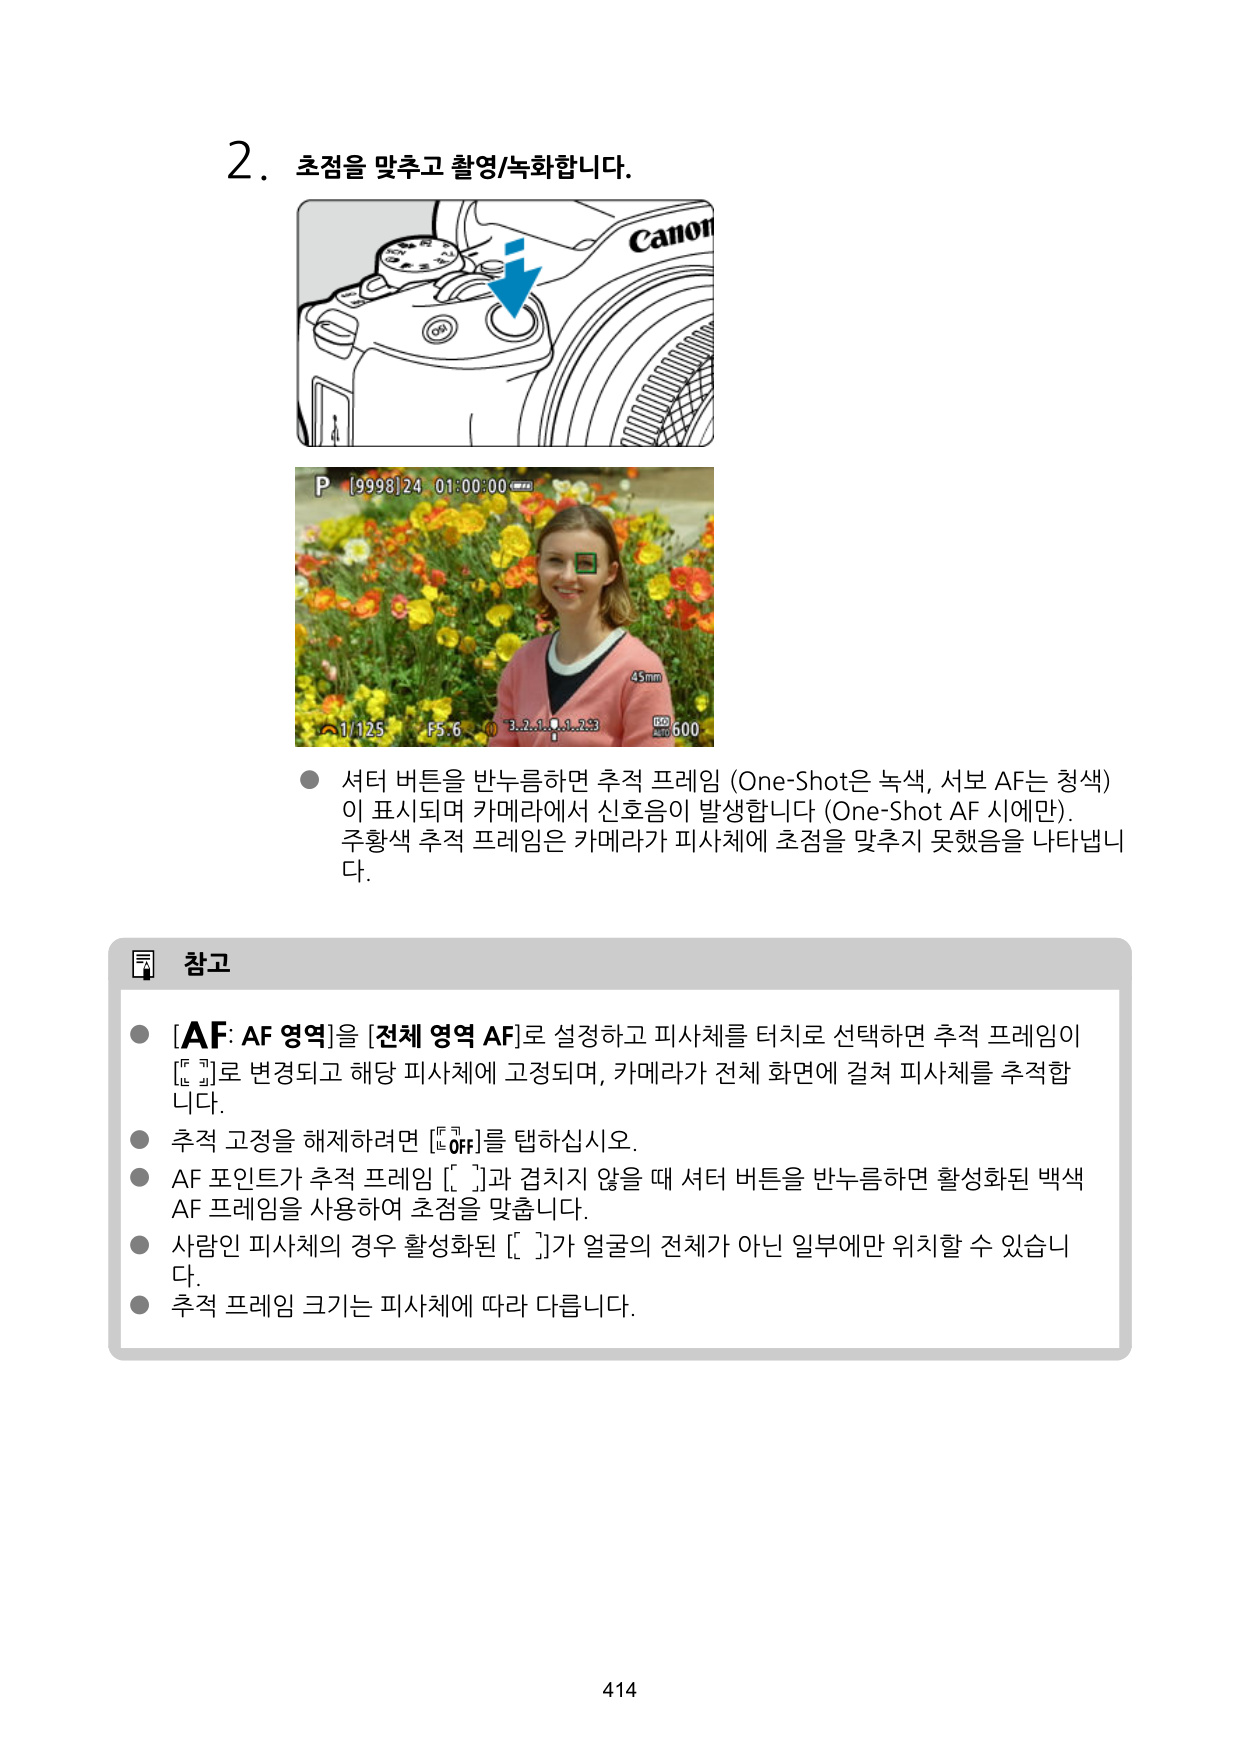 2. 초점을 맞추고 촬영/녹화합니다.
Canon
SCN
ISO
P [9998]24 01:00:00
45mm
1/125 F5.6 3..2..1..0..1..2..3 ISO AUTO 600
● 셔터 버튼을 반누름하면 추적 프레임 (One-Shot은 녹색, 서보 AF는 청색)
이 표시되며 카메라에서 신호음이 발생합니다 (One-Shot AF 시에만).
주황색 추적 프레임은 카메라가 피사체에 초점을 맞추지 못했음을 나타냅니
다.
참고
● [AF: AF 영역]을 [전체 영역 AF]로 설정하고 피사체를 터치로 선택하면 추적 프레임이
[ ]로 변경되고 해당 피사체에 고정되며, 카메라가 전체 화면에 걸쳐 피사체를 추적합
니다.
● 추적 고정을 해제하려면 [OFF]를 탭하십시오.
● AF 포인트가 추적 프레임 [ ]과 겹치지 않을 때 셔터 버튼을 반누름하면 활성화된 백색
AF 프레임을 사용하여 초점을 맞춥니다.
● 사람인 피사체의 경우 활성화된 [ ]가 얼굴의 전체가 아닌 일부에만 위치할 수 있습니
다.
● 추적 프레임 크기는 피사체에 따라 다릅니다.
414